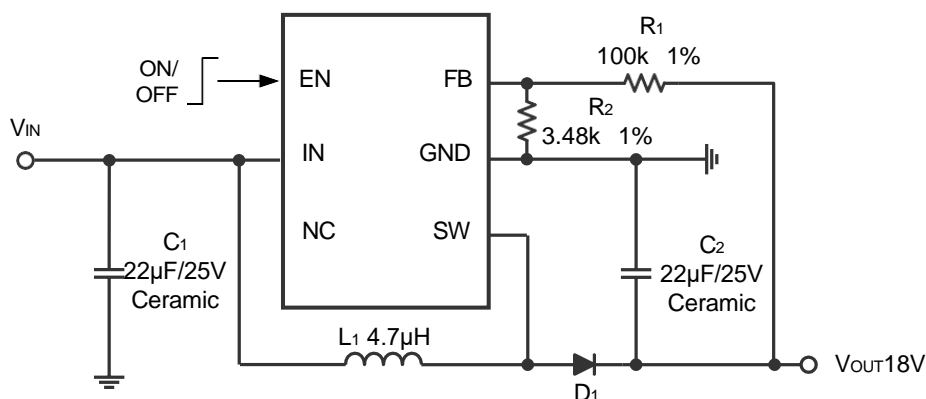 R1
100k 1%
ON/
OFF
EN
FB
R2
3.48k 1%
VIN
IN
GND
NC
SW
C1
22µF/25V
Ceramic
C2
22µF/25V
Ceramic
L1 4.7µH
D1
VOUT18V